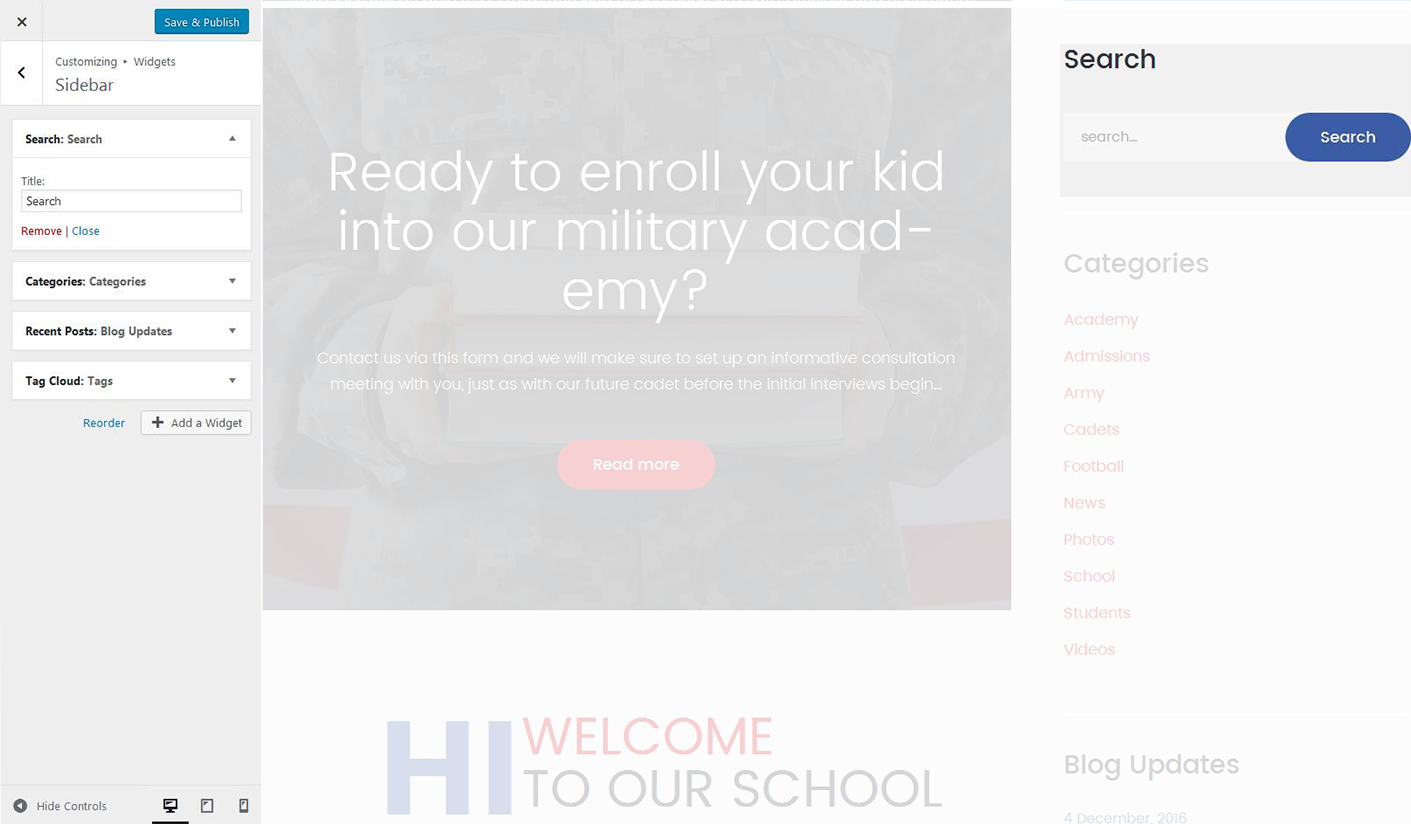 Save & Publish
Customizing ▸ Widgets
Sidebar
Search: Search
Title:
Search
Remove | Close
Categories: Categories
Recent Posts: Blog Updates
Tag Cloud: Tags
Reorder
Add a Widget
Hide Controls
Ready to enroll your kid
into our military acad-
emy?
Contact us via this form and we will make sure to set up an informative consultation
meeting with you, just as with our future cadet before the initial interviews begin...
Read more
HI
WELCOME
TO OUR SCHOOL
Search
search...
Search
Categories
Academy
Admissions
Army
Cadets
Football
News
Photos
School
Students
Videos
Blog Updates
4 December, 2016